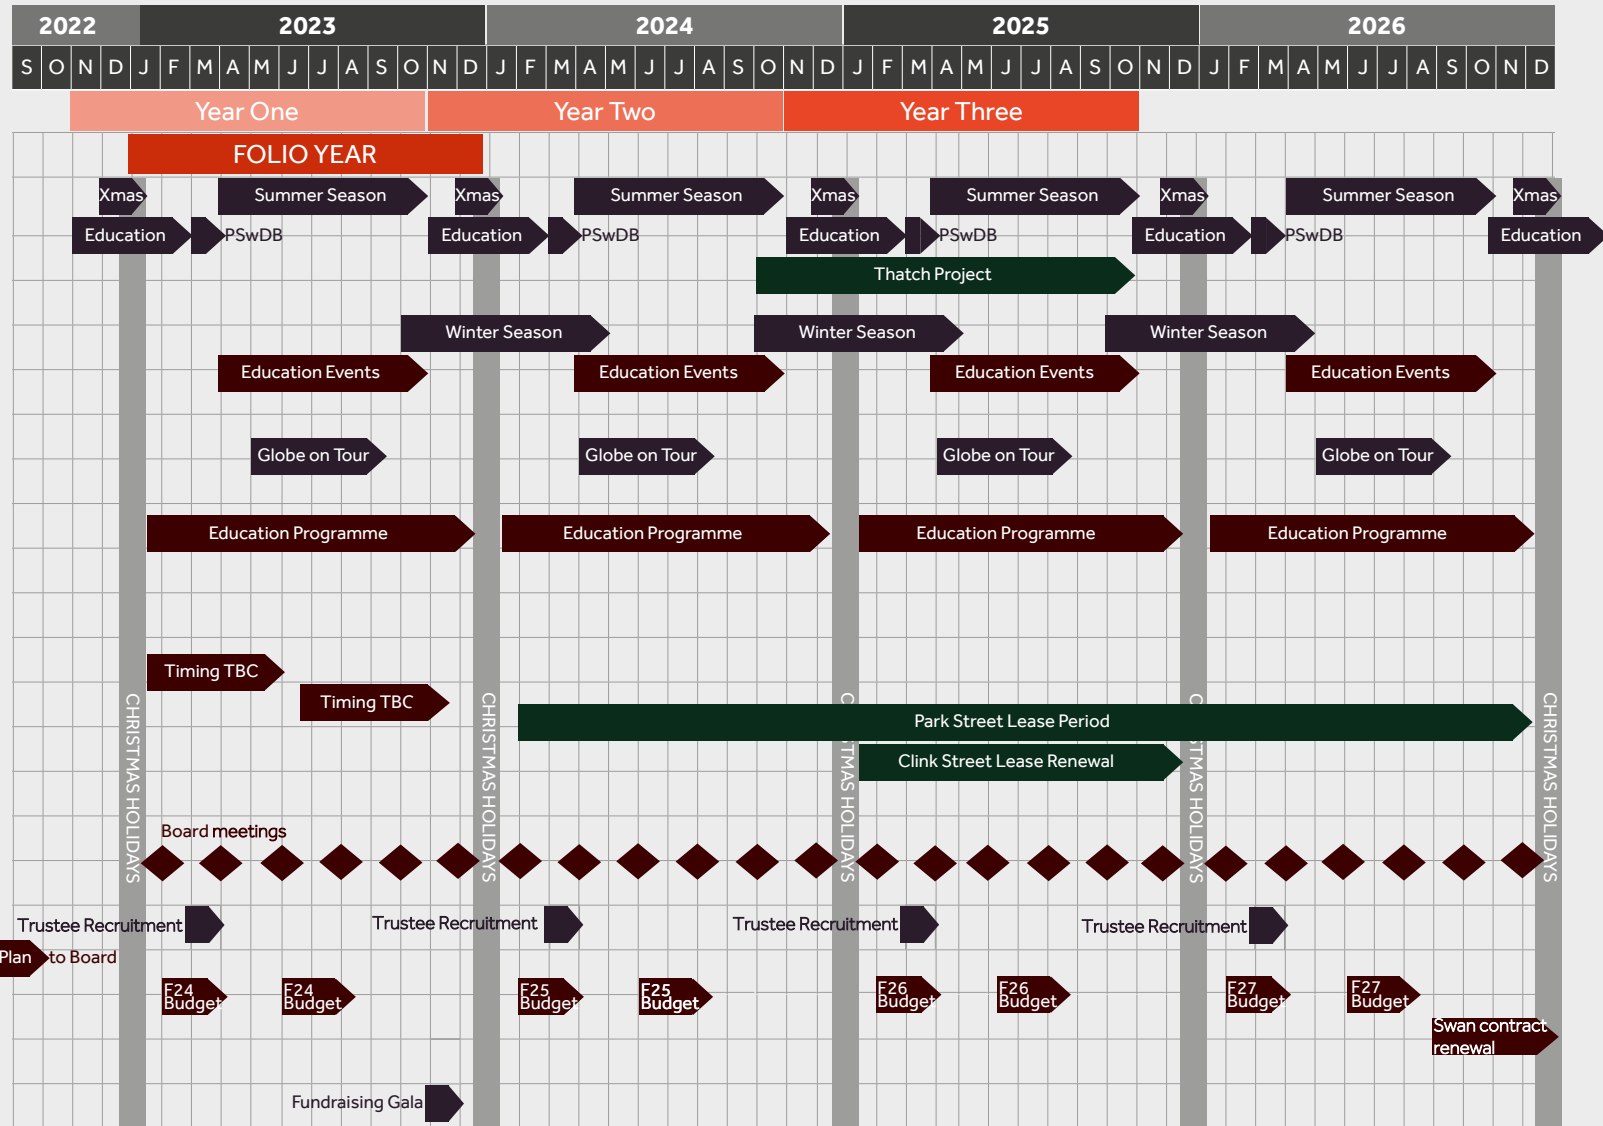 2022 2023 2024 2025 2026
S O N D J F M A M J J A S O N D J F M A M J J A S O N D J F M A M J J A S O N D J F M A M J J A S O N D
Year One Year Two Year Three
FOLIO YEAR
Xmas Summer Season Xmas Summer Season Xmas Summer Season Xmas Summer Season Xmas
Education PSwDB Education PSwDB Education PSwDB Education PSwDB Education
Thatch Project
Winter Season Winter Season Winter Season
Education Events Education Events Education Events Education Events
Globe on Tour Globe on Tour Globe on Tour Globe on Tour
Education Programme Education Programme Education Programme Education Programme
Timing TBC
Timing TBC
Park Street Lease Period
Clink Street Lease Renewal
CHRISTMAS HOLIDAYS
CHRISTMAS HOLIDAYS
C TMAS HOLIDAYS
C TMAS HOLIDAYS
CHRISTMAS HOLIDAYS
Board meetings
Trustee Recruitment Trustee Recruitment Trustee Recruitment Trustee Recruitment
Plan to Board
F24 F24 F25 F25 F26 F26 F27 F27
Budget Budget Budget Budget Budget Budget Budget Budget
Swan contract
renewal
Fundraising Gala